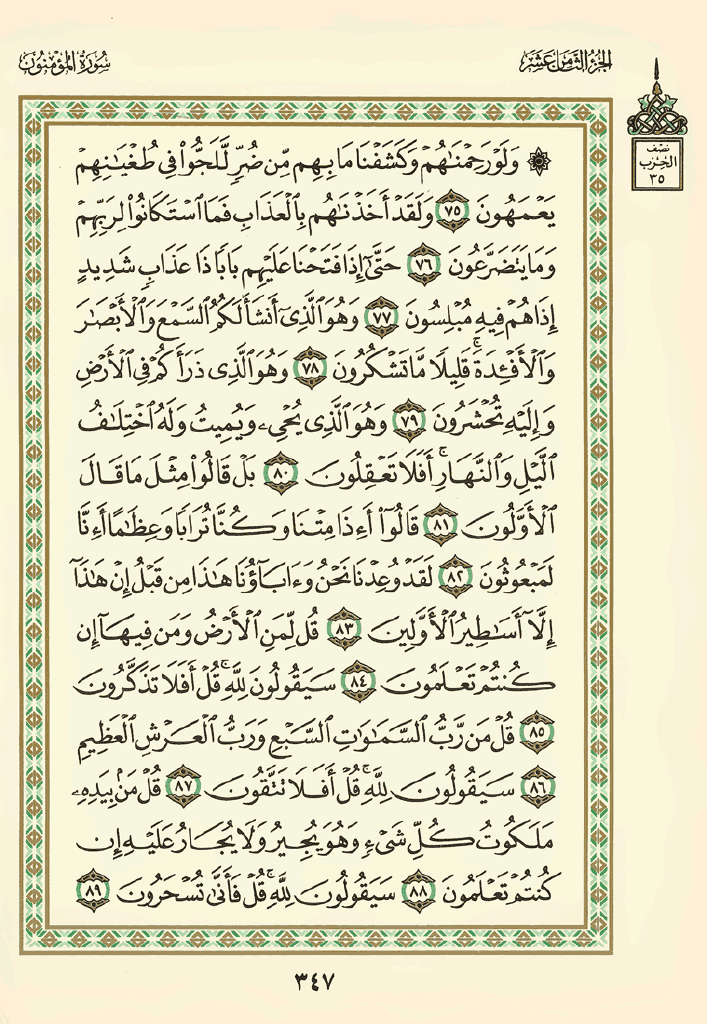 الجزء الثامن عشر
سورة المؤمنون
نصف
الحزب
٣٥
۞ وَلَوْ رَحِمْنَٰهُمْ وَكَشَفْنَا مَا بِهِم مِّن ضُرٍّ لَّلَجُّوا۟ فِى طُغْيَٰنِهِمْ
يَعْمَهُونَ ٧٥ وَلَقَدْ أَخَذْنَٰهُم بِٱلْعَذَابِ فَمَا ٱسْتَكَانُوا۟ لِرَبِّهِمْ
وَمَا يَتَضَرَّعُونَ ٧٦ حَتَّىٰٓ إِذَا فَتَحْنَا عَلَيْهِم بَابًا ذَا عَذَابٍ شَدِيدٍ
إِذَا هُمْ فِيهِ مُبْلِسُونَ ٧٧ وَهُوَ ٱلَّذِىٓ أَنشَأَ لَكُمُ ٱلسَّمْعَ وَٱلْأَبْصَٰرَ
وَٱلْأَفْـِٔدَةَ ۚ قَلِيلًا مَّا تَشْكُرُونَ ٧٨ وَهُوَ ٱلَّذِى ذَرَأَكُمْ فِى ٱلْأَرْضِ
وَإِلَيْهِ تُحْشَرُونَ ٧٩ وَهُوَ ٱلَّذِى يُحْىِۦ وَيُمِيتُ وَلَهُ ٱخْتِلَٰفُ
ٱلَّيْلِ وَٱلنَّهَارِ ۚ أَفَلَا تَعْقِلُونَ ٨٠ بَلْ قَالُوا۟ مِثْلَ مَا قَالَ
ٱلْأَوَّلُونَ ٨١ قَالُوٓا۟ أَءِذَا مِتْنَا وَكُنَّا تُرَابًا وَعِظَٰمًا أَءِنَّا
لَمَبْعُوثُونَ ٨٢ لَقَدْ وُعِدْنَا نَحْنُ وَءَابَآؤُنَا هَٰذَا مِن قَبْلُ إِنْ هَٰذَآ
إِلَّآ أَسَٰطِيرُ ٱلْأَوَّلِينَ ٨٣ قُل لِّمَنِ ٱلْأَرْضُ وَمَن فِيهَآ إِن
كُنتُمْ تَعْلَمُونَ ٨٤ سَيَقُولُونَ لِلَّهِ ۚ قُلْ أَفَلَا تَذَكَّرُونَ
٨٥ قُلْ مَن رَّبُّ ٱلسَّمَٰوَٰتِ ٱلسَّبْعِ وَرَبُّ ٱلْعَرْشِ ٱلْعَظِيمِ
٨٦ سَيَقُولُونَ لِلَّهِ ۚ قُلْ أَفَلَا تَتَّقُونَ ٨٧ قُلْ مَنۢ بِيَدِهِۦ
مَلَكُوتُ كُلِّ شَىْءٍ وَهُوَ يُجِيرُ وَلَا يُجَارُ عَلَيْهِ إِن
كُنتُمْ تَعْلَمُونَ ٨٨ سَيَقُولُونَ لِلَّهِ ۚ قُلْ فَأَنَّىٰ تُسْحَرُونَ ٨٩
٣٤٧